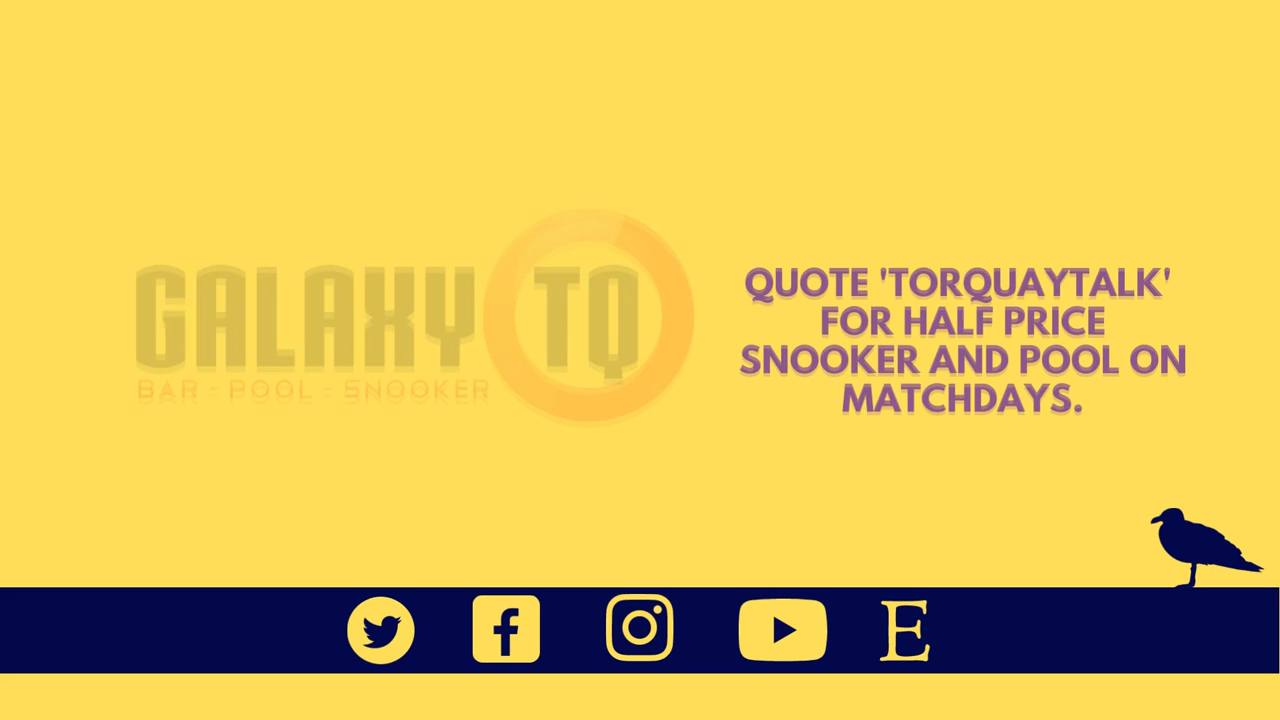 GALAXY TQ
BAR - POOL - SNOOKER
QUOTE 'TORQUAYTALK'
FOR HALF PRICE
SNOOKER AND POOL ON
MATCHDAYS.
E